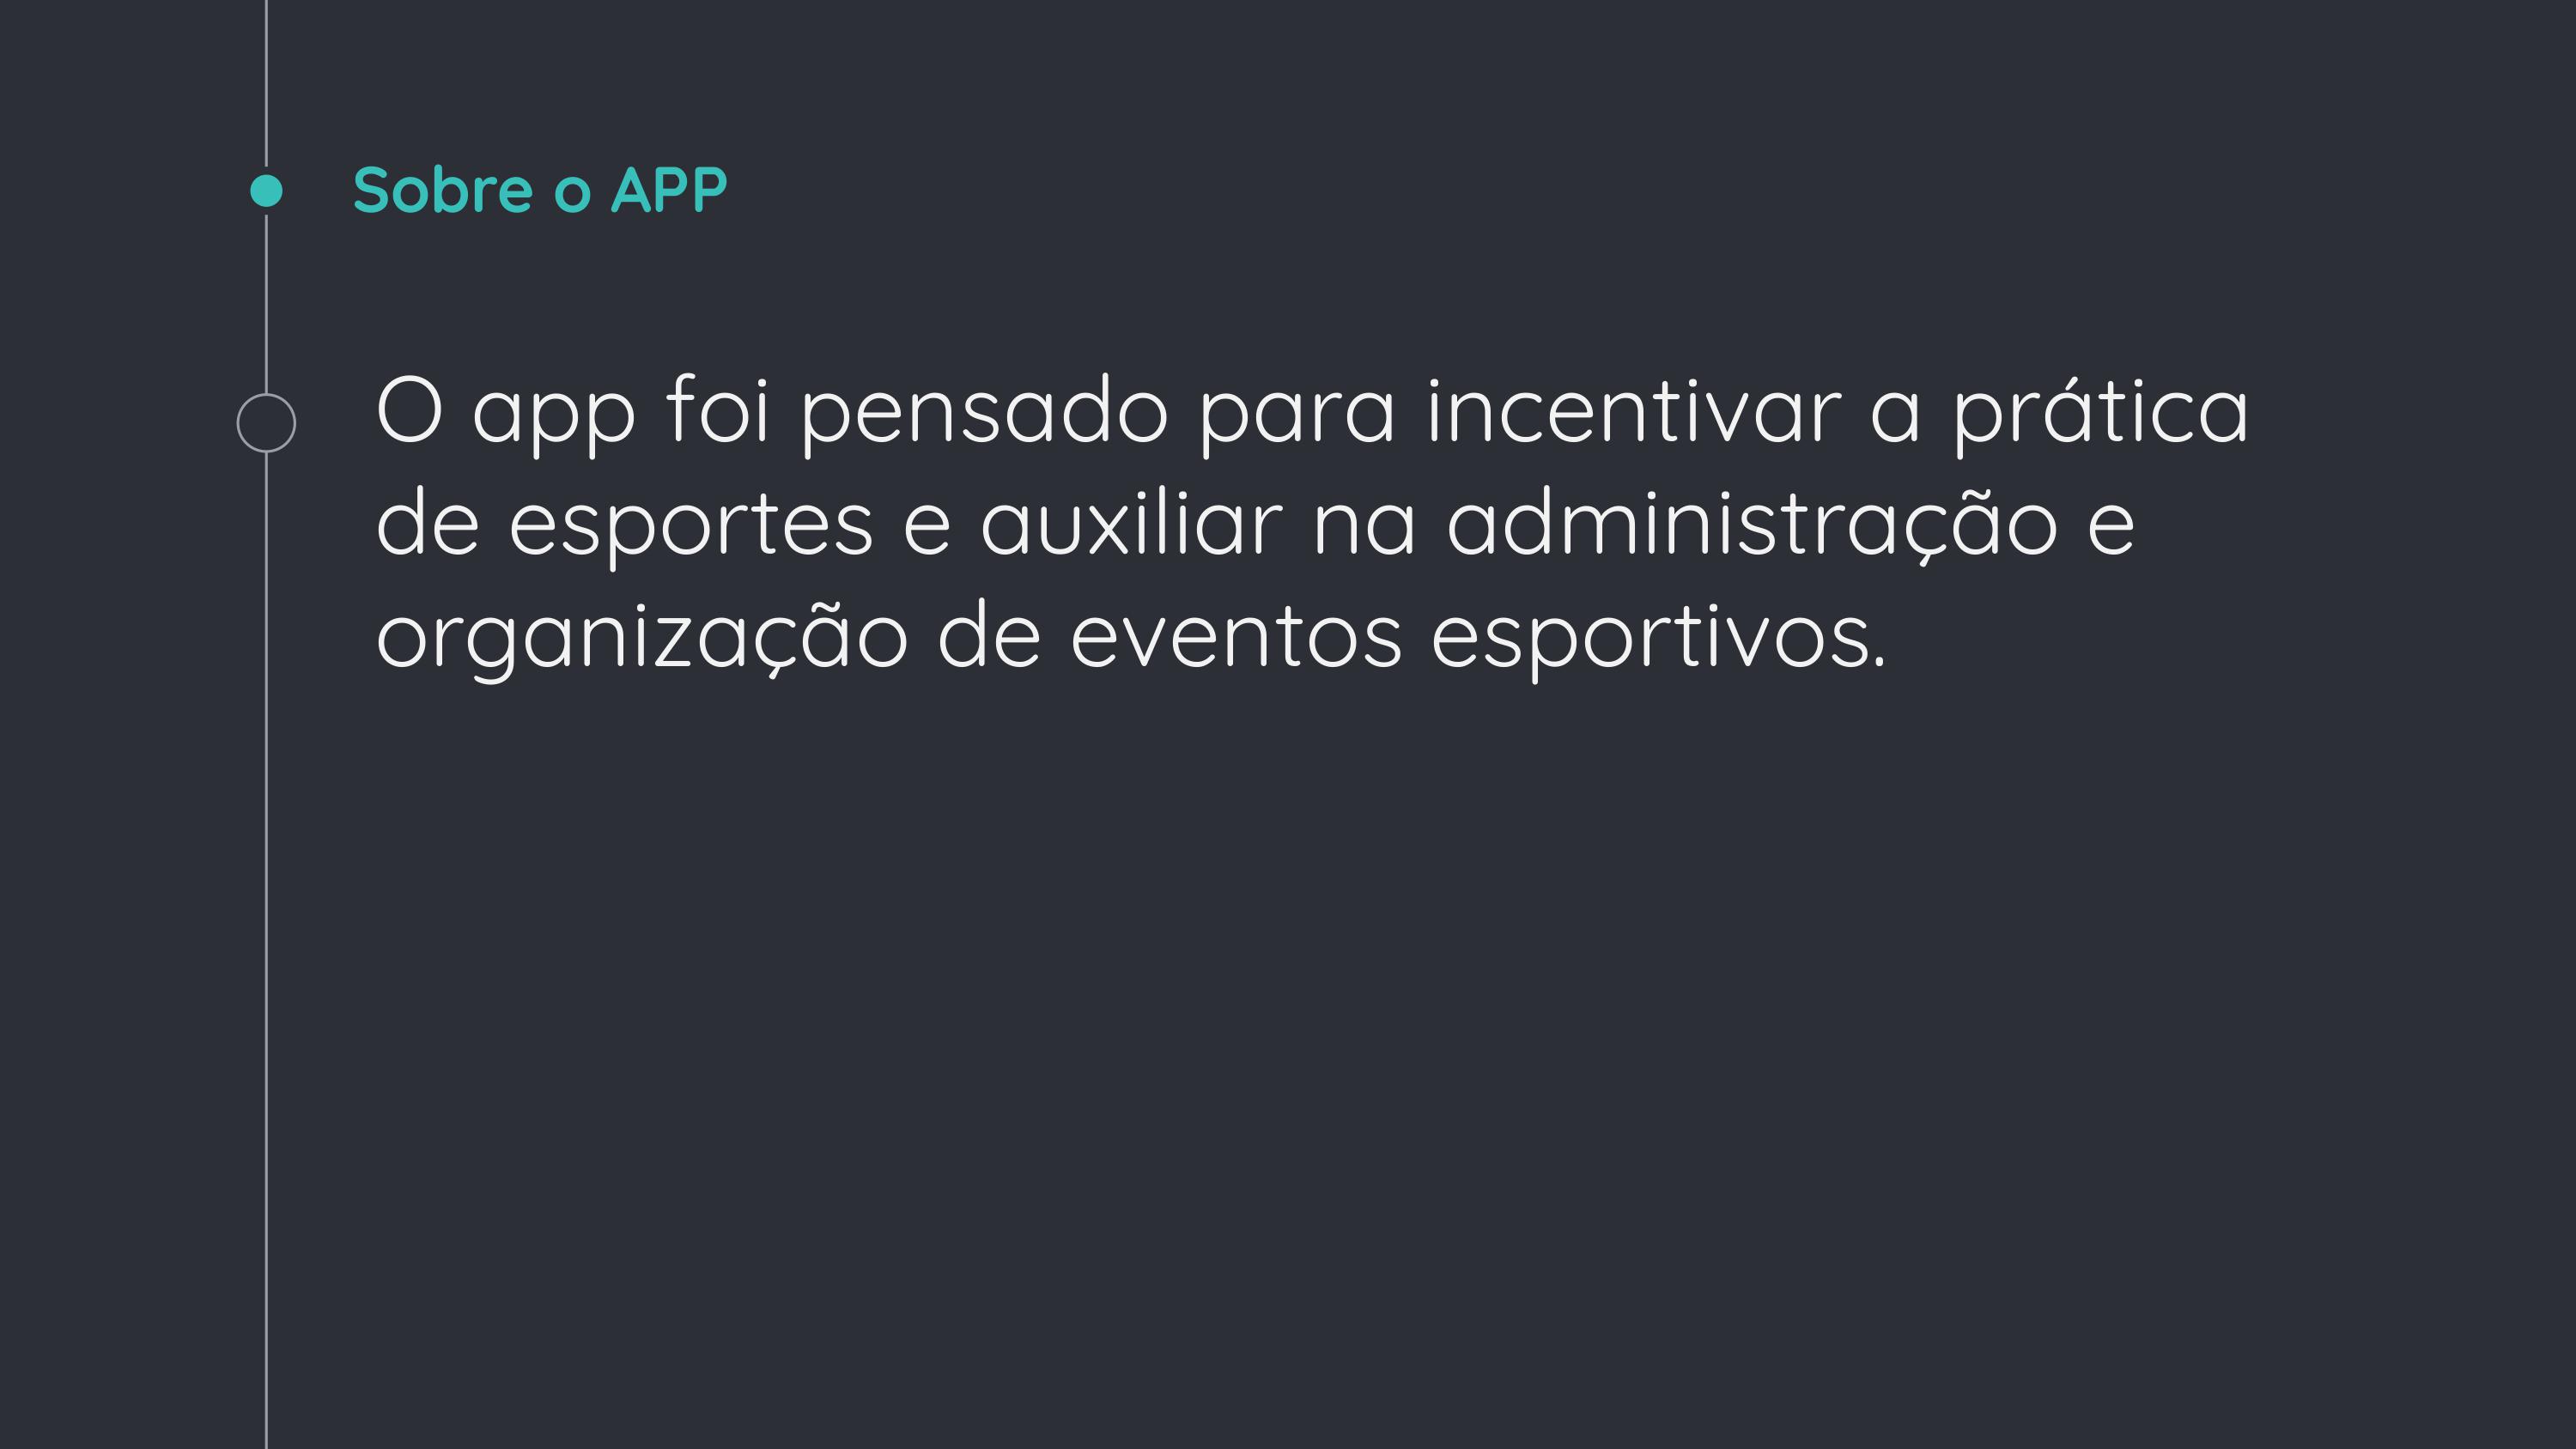 Sobre o APP
O app foi pensado para incentivar a prática
de esportes e auxiliar na administração e
organização de eventos esportivos.